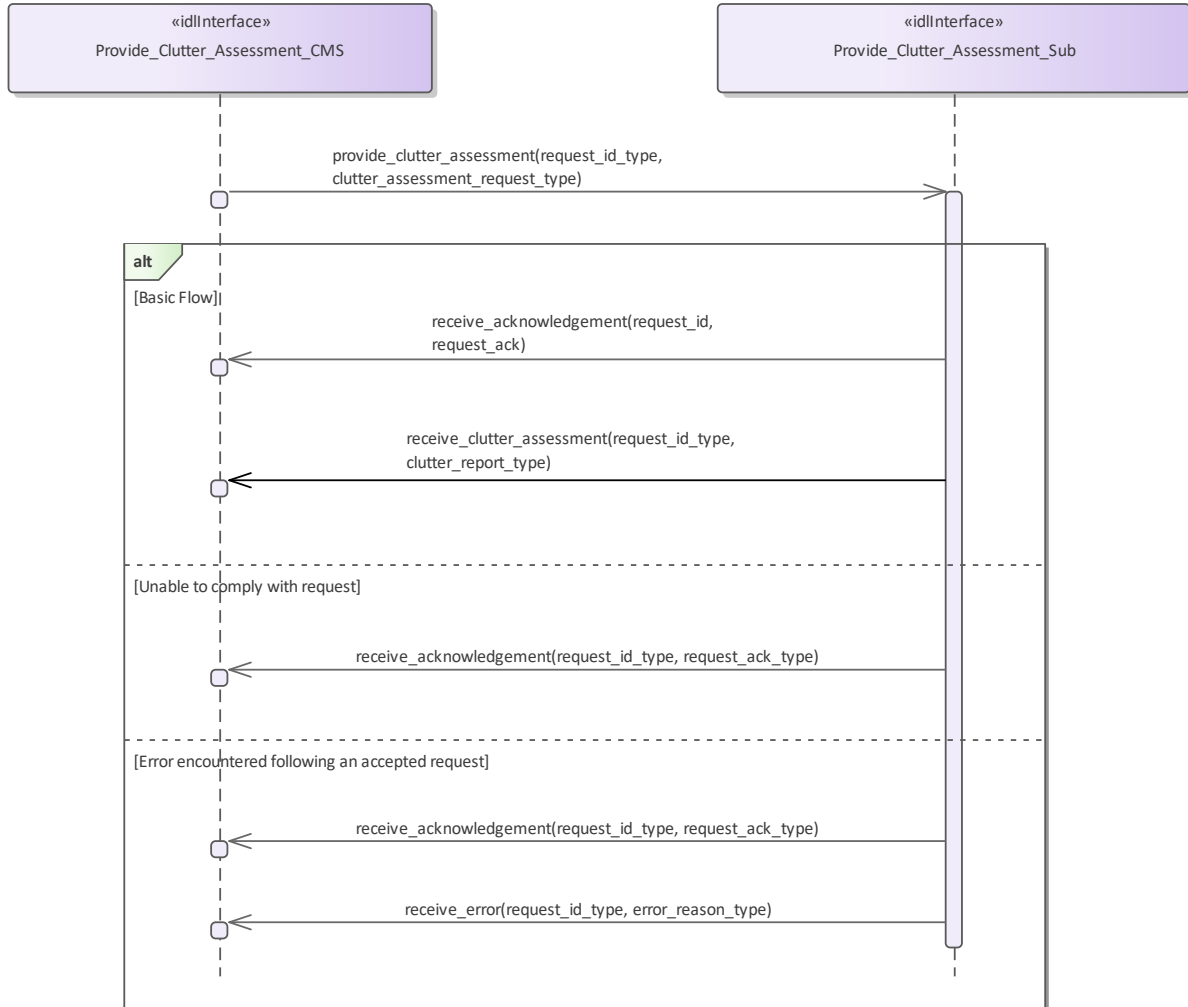 «idlInterface»
Provide_Clutter_Assessment_CMS
«idlInterface»
Provide_Clutter_Assessment_Sub
provide_clutter_assessment(request_id_type,
clutter_assessment_request_type)
alt
[Basic Flow]
receive_acknowledgement(request_id,
request_ack)
receive_clutter_assessment(request_id_type,
clutter_report_type)
[Unable to comply with request]
receive_acknowledgement(request_id_type, request_ack_type)
[Error encountered following an accepted request]
receive_acknowledgement(request_id_type, request_ack_type)
receive_error(request_id_type, error_reason_type)